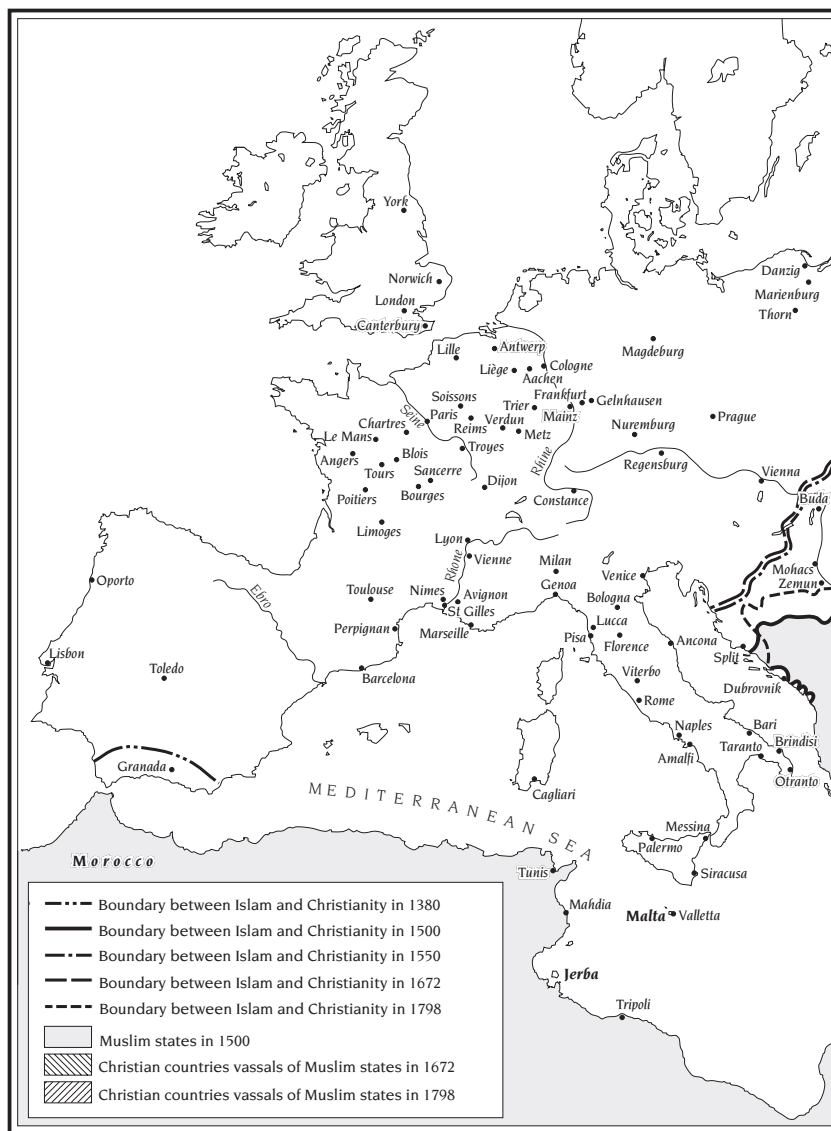 York
Norwich
London
Canterbury
Danzig
Marienburg
Thorn
Magdeburg
Lille
Antwerp
Liège
Aachen
Cologne
Frankfurt
Gelnhausen
Soissons
Seine
Paris
Reims
Verdun
Trier
Mainz
Metz
Nuremburg
Prague
Chartres
Le Mans
Troyes
Angers
Blois
Tours
Sancerre
Rhine
Regensburg
Vienna
Poitiers
Bourges
Dijon
Constance
Buda
Limoges
Lyon
Vienne
Rhone
Milan
Genoa
Venice
Mohacs
Zemun
Oporto
Ebro
Toulouse
Nimes
Avignon
St Gilles
Bologna
Perpignan
Marseille
Lucca
Pisa
Florence
Ancona
Split
Lisbon
Toledo
Barcelona
Viterbo
Dubrovnik
Rome
Naples
Bari
Amalfi
Taranto
Brindisi
Granada
Otranto
Cagliari
MEDITERRANEAN SEA
Messina
Palermo
Morocco
Tunis
Siracusa
Mahdia
Malta
Valletta
Jerba
Tripoli
Boundary between Islam and Christianity in 1380
Boundary between Islam and Christianity in 1500
Boundary between Islam and Christianity in 1550
Boundary between Islam and Christianity in 1672
Boundary between Islam and Christianity in 1798
Muslim states in 1500
Christian countries vassals of Muslim states in 1672
Christian countries vassals of Muslim states in 1798